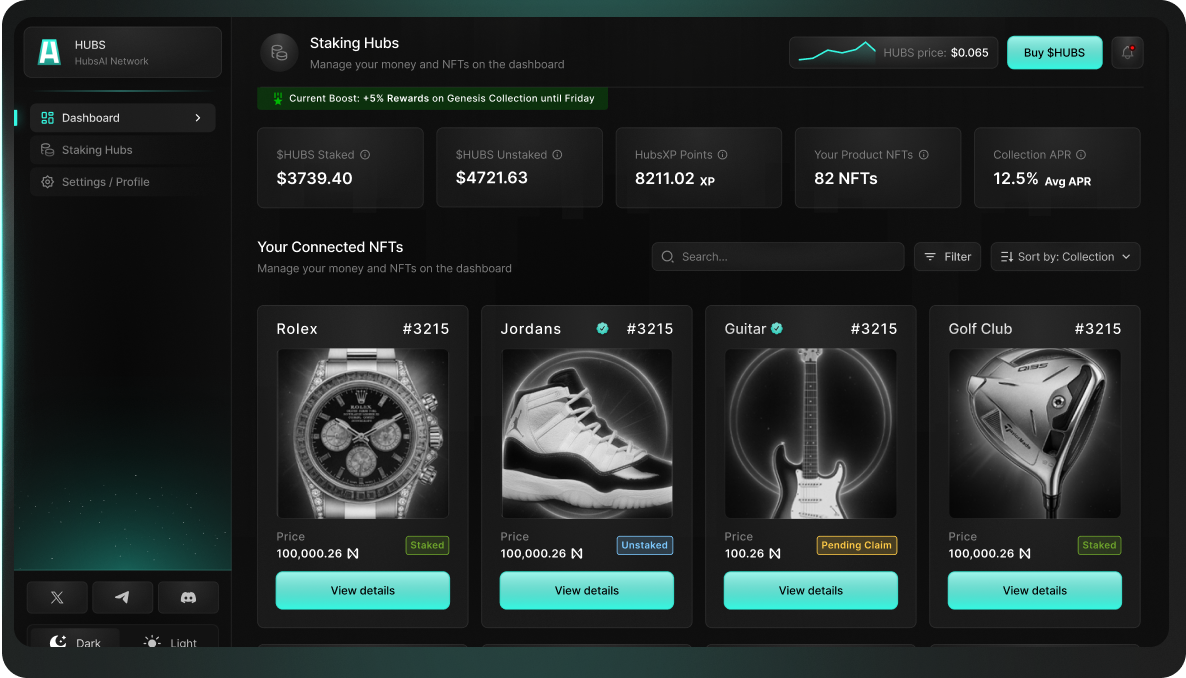 HUBS
HubsAI Network
Dashboard
Staking Hubs
Settings / Profile
Dark
Light
Staking Hubs
Manage your money and NFTs on the dashboard
HUBS price: $0.065
Buy $HUBS
Current Boost: +5% Rewards on Genesis Collection until Friday
$HUBS Staked
$3739.40
$HUBS Unstaked
$4721.63
HubsXP Points
8211.02 XP
Your Product NFTs
82 NFTs
Collection APR
12.5% Avg APR
Your Connected NFTs
Manage your money and NFTs on the dashboard
Search...
Filter
Sort by: Collection
Rolex #3215
ROLEX
Price
100,000.26
Staked
View details
Jordans #3215
Price
100,000.26
Unstaked
View details
Guitar #3215
Price
100.26
Pending Claim
View details
Golf Club #3215
Qi35
TaylorMade
Price
100,000.26
Staked
View details